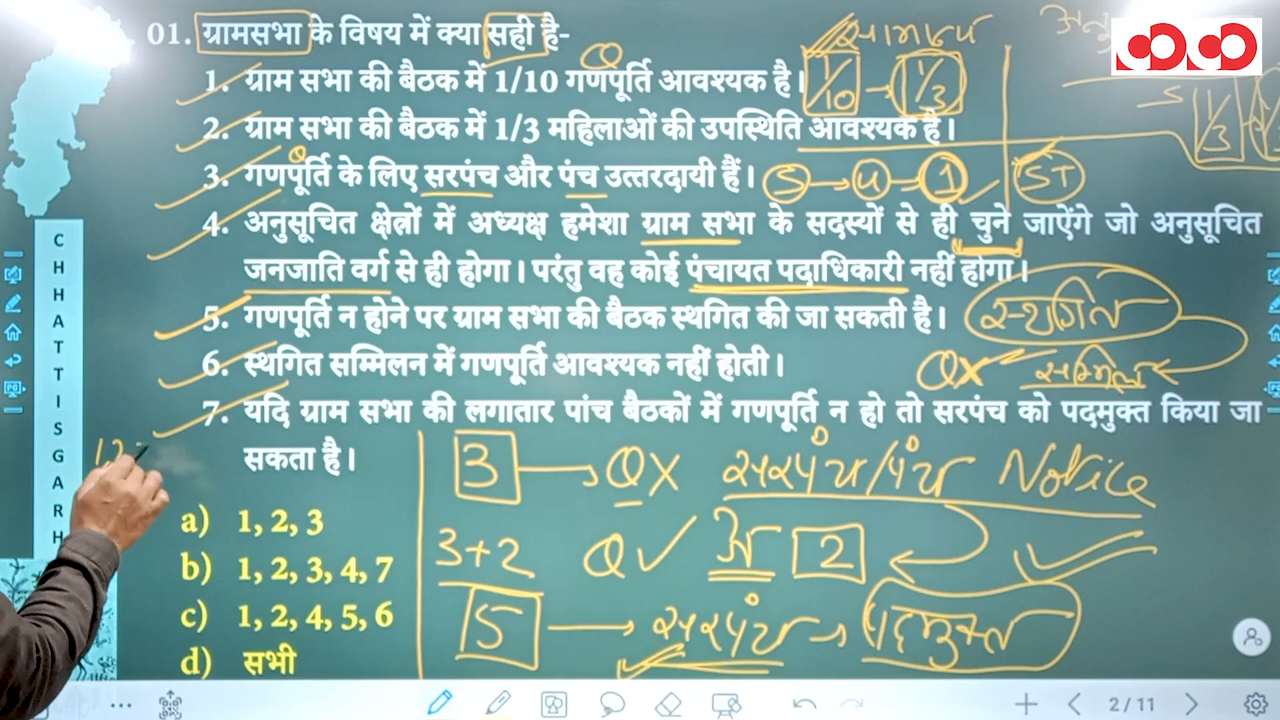 01. ग्रामसभा के विषय में क्या सही है-
सामान्य
1. ग्राम सभा की बैठक में 1/10 गणपूर्ति आवश्यक है।
Q
1/10 → 1/3
2. ग्राम सभा की बैठक में 1/3 महिलाओं की उपस्थिति आवश्यक है।
1/3
3. गणपूर्ति के लिए सरपंच और पंच उत्तरदायी हैं।
Q
ST
4. अनुसूचित क्षेत्रों में अध्यक्ष हमेशा ग्राम सभा के सदस्यों से ही चुने जाऐंगे जो अनुसूचित
जनजाति वर्ग से ही होगा। परंतु वह कोई पंचायत पदाधिकारी नहीं होगा।
5. गणपूर्ति न होने पर ग्राम सभा की बैठक स्थगित की जा सकती है।
स्थगित
6. स्थगित सम्मिलन में गणपूर्ति आवश्यक नहीं होती।
QX
7. यदि ग्राम सभा की लगातार पांच बैठकों में गणपूर्ति न हो तो सरपंच को पदमुक्त किया जा
सकता है।
3 → QX सरपंच/पंच Notice
a) 1, 2, 3
3+2 Q✓ अ 2
b) 1, 2, 3, 4, 7
c) 1, 2, 4, 5, 6
5 → सरपंच → पदमुक्त
d) सभी
CHHATTISGARH
2 / 11